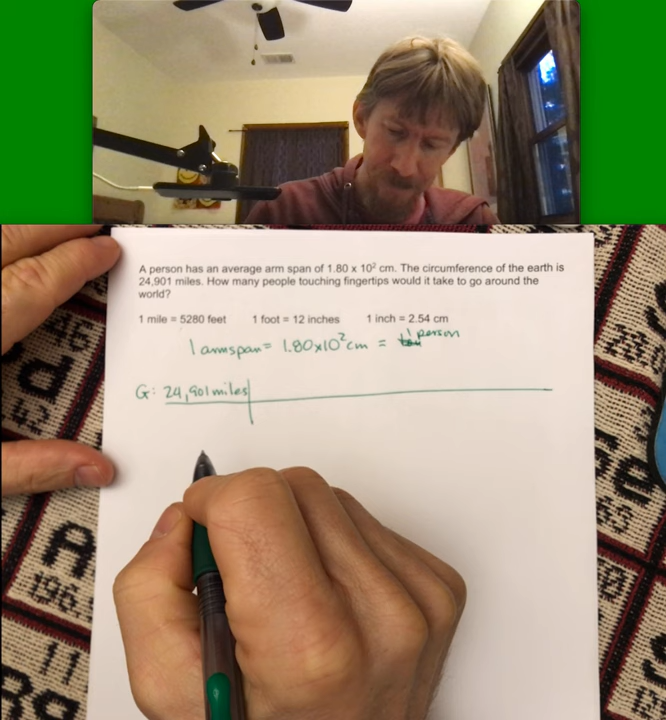 A person has an average arm span of 1.80 x 10² cm. The circumference of the earth is
24,901 miles. How many people touching fingertips would it take to go around the
world?
1 mile = 5280 feet 1 foot = 12 inches 1 inch = 2.54 cm
1 armspan = 1.80x10² cm = 1 person
G: 24,901 miles